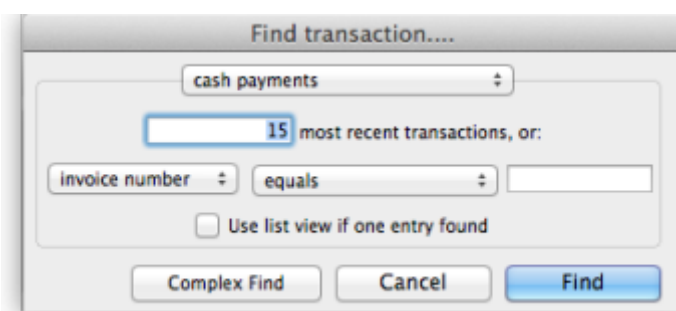 Find transaction....
cash payments
15 most recent transactions, or:
invoice number equals
Use list view if one entry found
Complex Find Cancel Find